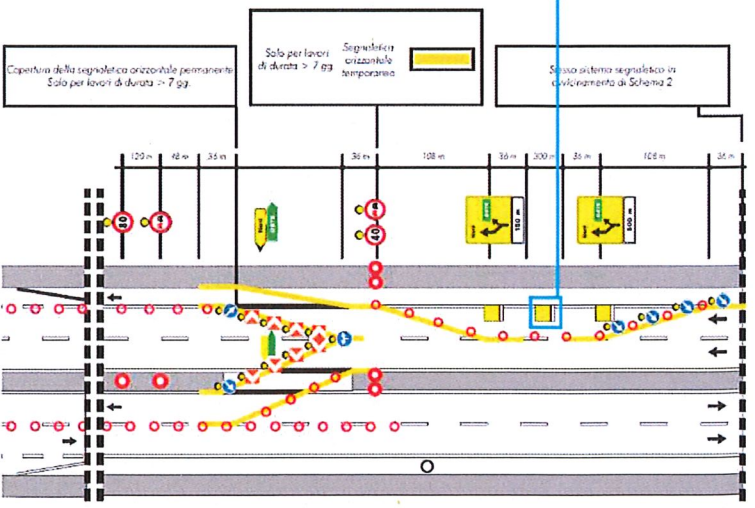 Copertura della segnaletica orizzontale permanente
Solo per lavori di durata > 7 gg.
Solo per lavori
di durata > 7 gg.
Segnaletica
orizzontale
temporanea
Stesso sistema segnaletico in
avvicinamento di Schema 2
120 m
48 m
36 m
36 m
108 m
36 m
300 m
36 m
108 m
36 m
80
40
Nord
150 m
Nord